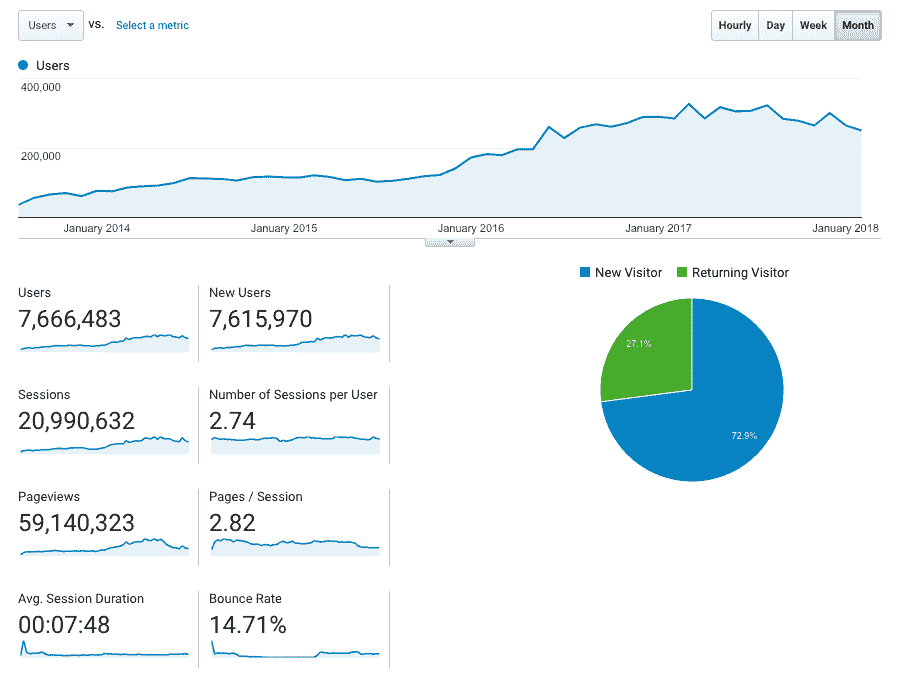 Users vs. Select a metric Hourly Day Week Month
Users
400,000
200,000
January 2014 January 2015 January 2016 January 2017 January 2018
New Visitor Returning Visitor
Users New Users
7,666,483 7,615,970
27.1%
Sessions Number of Sessions per User
20,990,632 2.74
72.9%
Pageviews Pages / Session
59,140,323 2.82
Avg. Session Duration Bounce Rate
00:07:48 14.71%